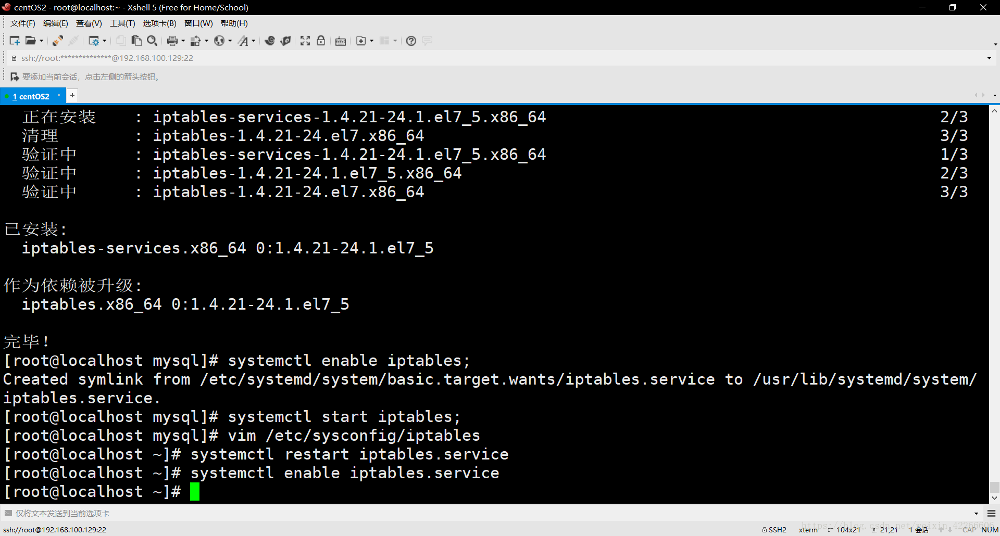 centOS2 - root@localhost:~ - Xshell 5 (Free for Home/School)
文件(F) 编辑(E) 查看(V) 工具(T) 选项卡(B) 窗口(W) 帮助(H)
ssh://root:**************@192.168.100.129:22
要添加当前会话，点击左侧的箭头按钮。
1 centOS2 × +
正在安装 : iptables-services-1.4.21-24.1.el7_5.x86_64 2/3
清理 : iptables-1.4.21-24.el7.x86_64 3/3
验证中 : iptables-services-1.4.21-24.1.el7_5.x86_64 1/3
验证中 : iptables-1.4.21-24.1.el7_5.x86_64 2/3
验证中 : iptables-1.4.21-24.el7.x86_64 3/3
已安装:
iptables-services.x86_64 0:1.4.21-24.1.el7_5
作为依赖被升级:
iptables.x86_64 0:1.4.21-24.1.el7_5
完毕！
[root@localhost mysql]# systemctl enable iptables;
Created symlink from /etc/systemd/system/basic.target.wants/iptables.service to /usr/lib/systemd/system/
iptables.service.
[root@localhost mysql]# systemctl start iptables;
[root@localhost mysql]# vim /etc/sysconfig/iptables
[root@localhost ~]# systemctl restart iptables.service
[root@localhost ~]# systemctl enable iptables.service
[root@localhost ~]#
仅将文本发送到当前选项卡
https://blog.csdn.net/weixin_42266606
ssh://root@192.168.100.129:22 SSH2 xterm 104x21 21,21 1 会话 CAP NUM